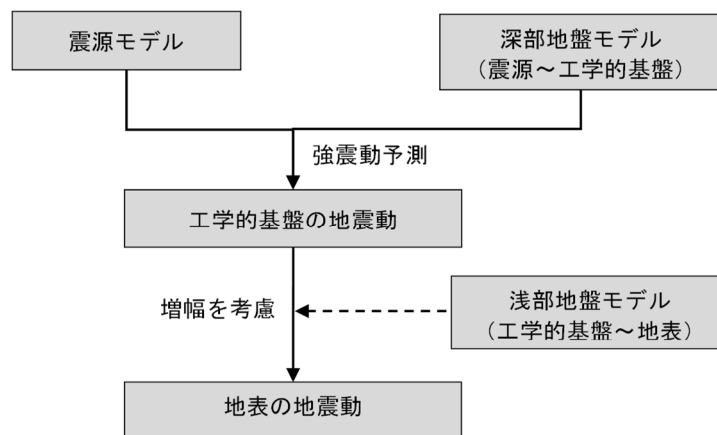 震源モデル
深部地盤モデル
（震源～工学的基盤）
強震動予測
工学的基盤の地震動
増幅を考慮
浅部地盤モデル
（工学的基盤～地表）
地表の地震動